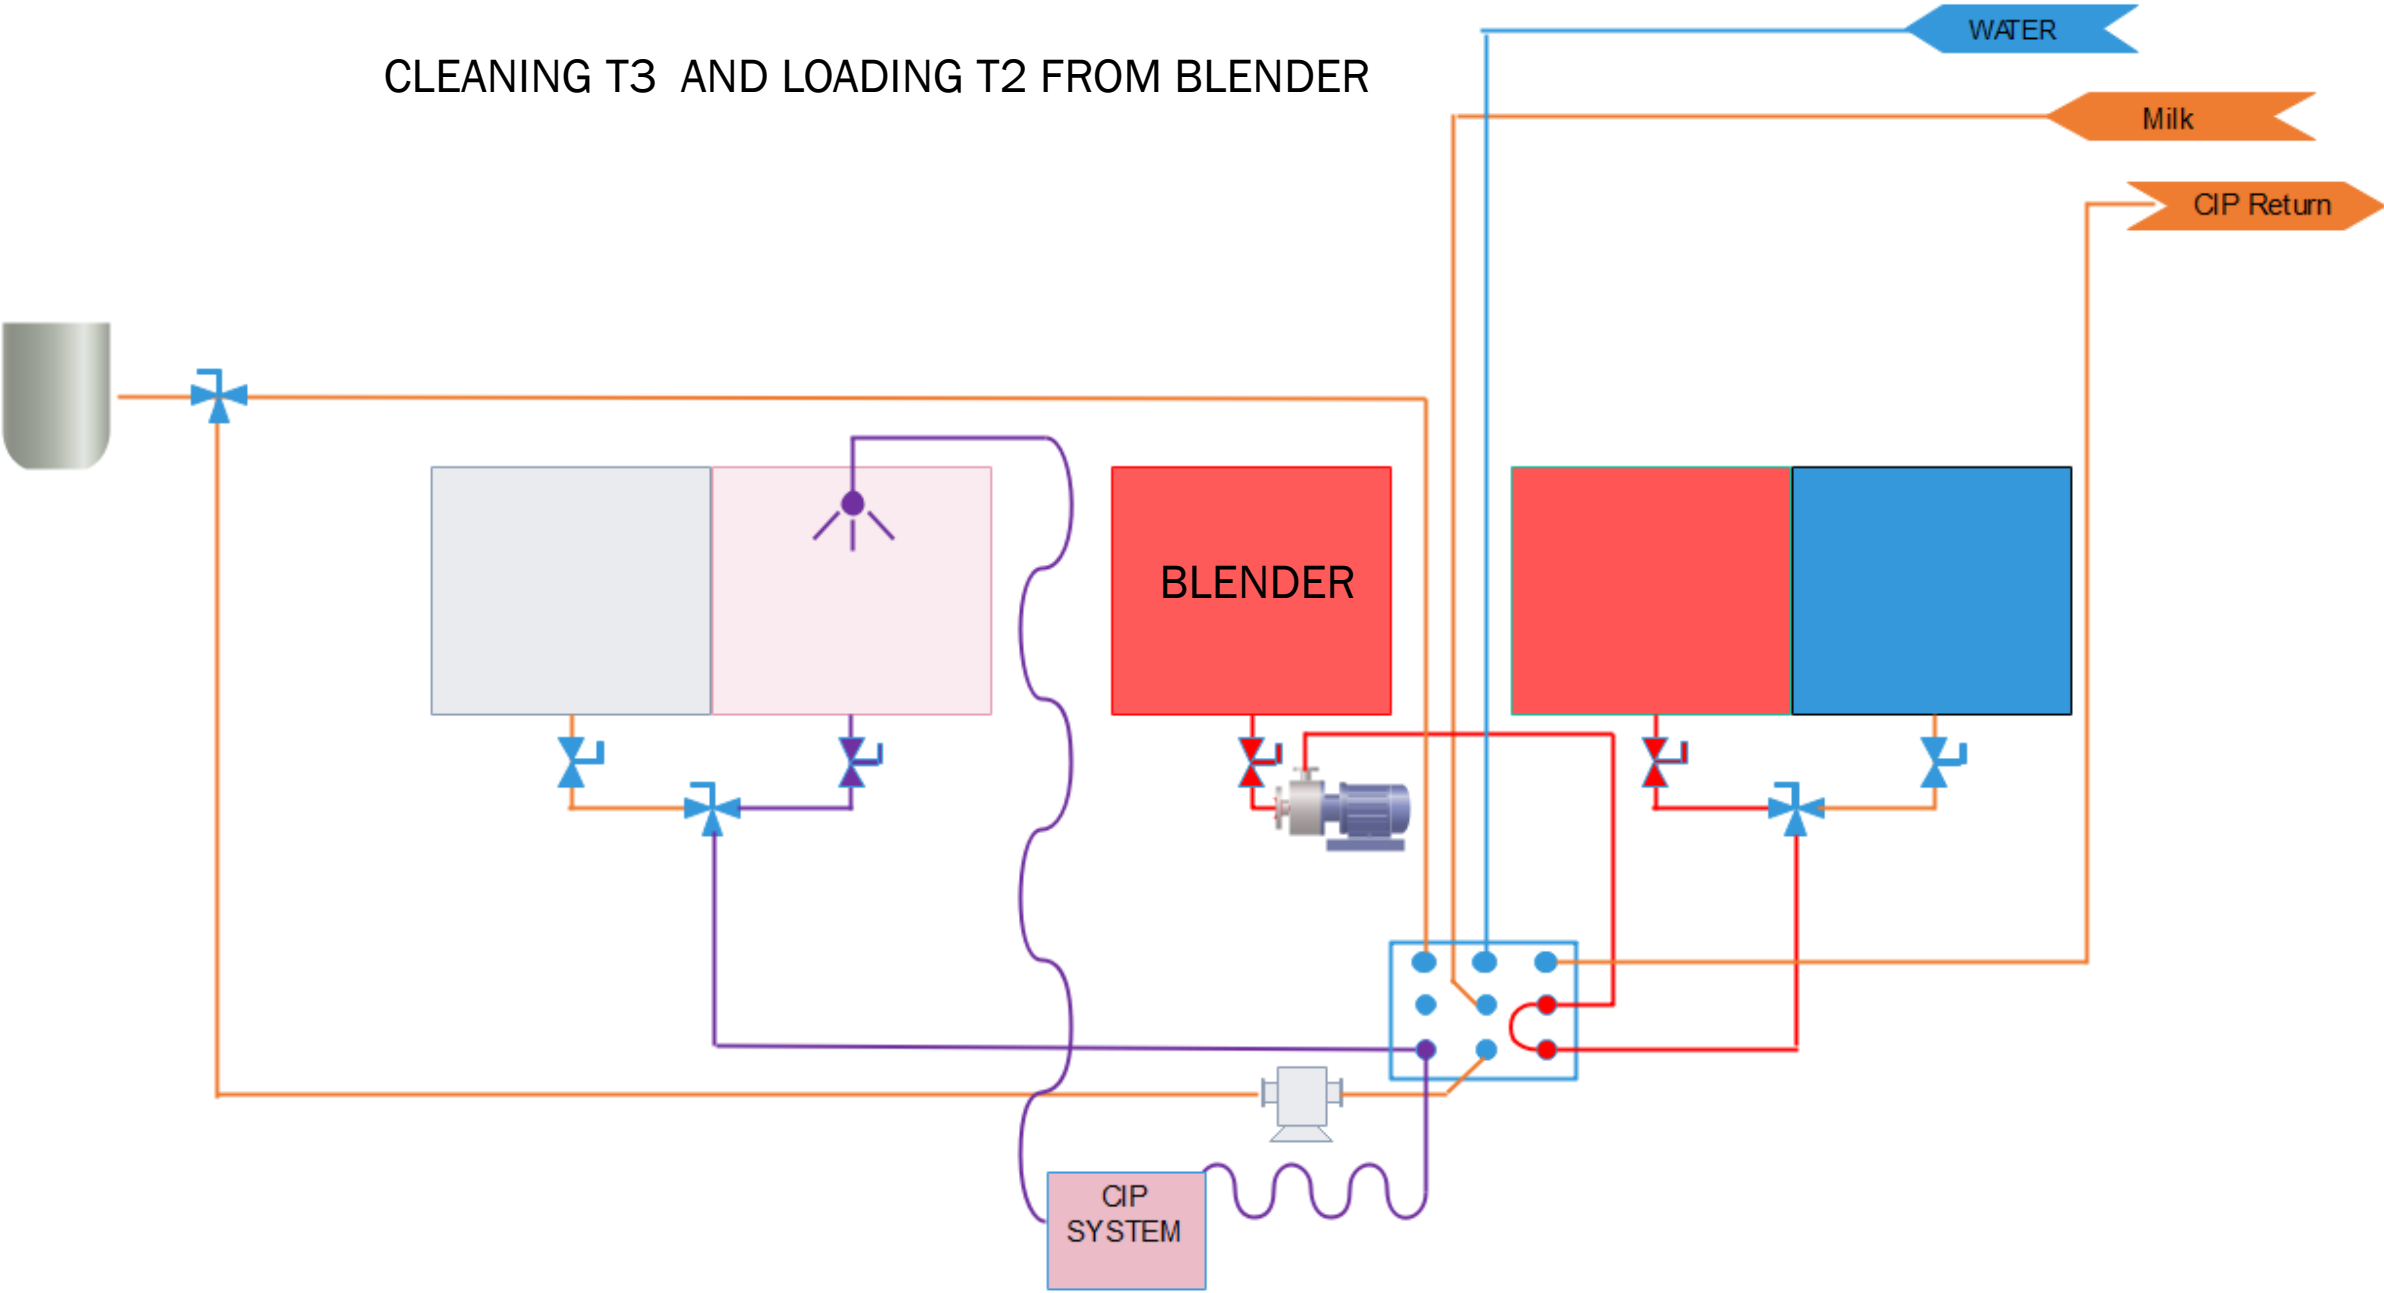 WATER
CLEANING T3  AND LOADING T2 FROM BLENDER
Milk
CIP Return
BLENDER
CIP
SYSTEM